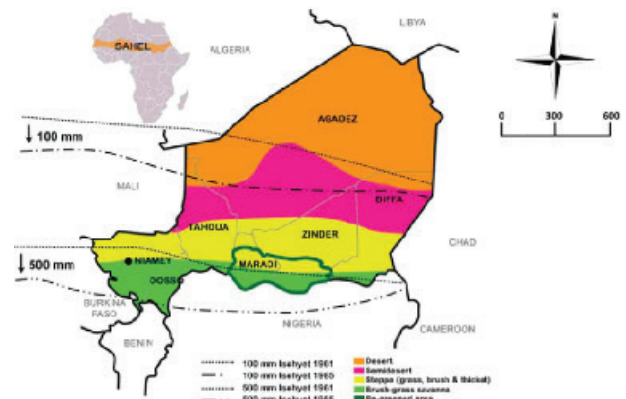 SAHEL
LIBYA
ALGERIA
N
0 300 600
AGADEZ
100 mm
MALI
DIFFA
TAHOUA
ZINDER
CHAD
NIAMEY
MARADI
500 mm
DOSSO
BURKINA
FASO
NIGERIA
BENIN
CAMEROON
100 mm Isohyet 1961
100 mm Isohyet 1985
500 mm Isohyet 1961
Desert
Semidesert
Steppe (grass, brush & thicket)
Brush-grass savanna